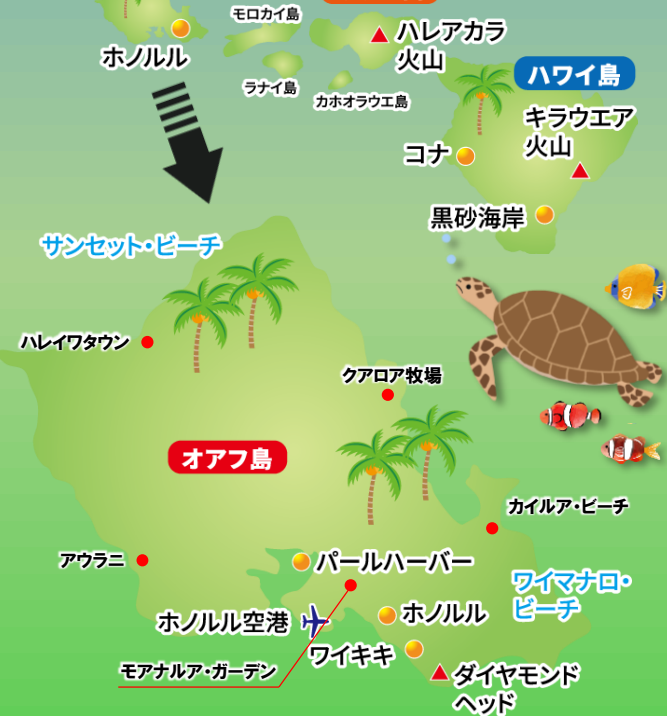 モロカイ島
ホノルル
ハレアカラ
火山
ラナイ島
カホオラウエ島
ハワイ島
キラウエア
火山
コナ
黒砂海岸
サンセット・ビーチ
ハレイワタウン
クアロア牧場
オアフ島
カイルア・ビーチ
アウラニ
パールハーバー
ワイマナロ・
ビーチ
ホノルル空港
ホノルル
ワイキキ
モアナルア・ガーデン
ダイヤモンド
ヘッド